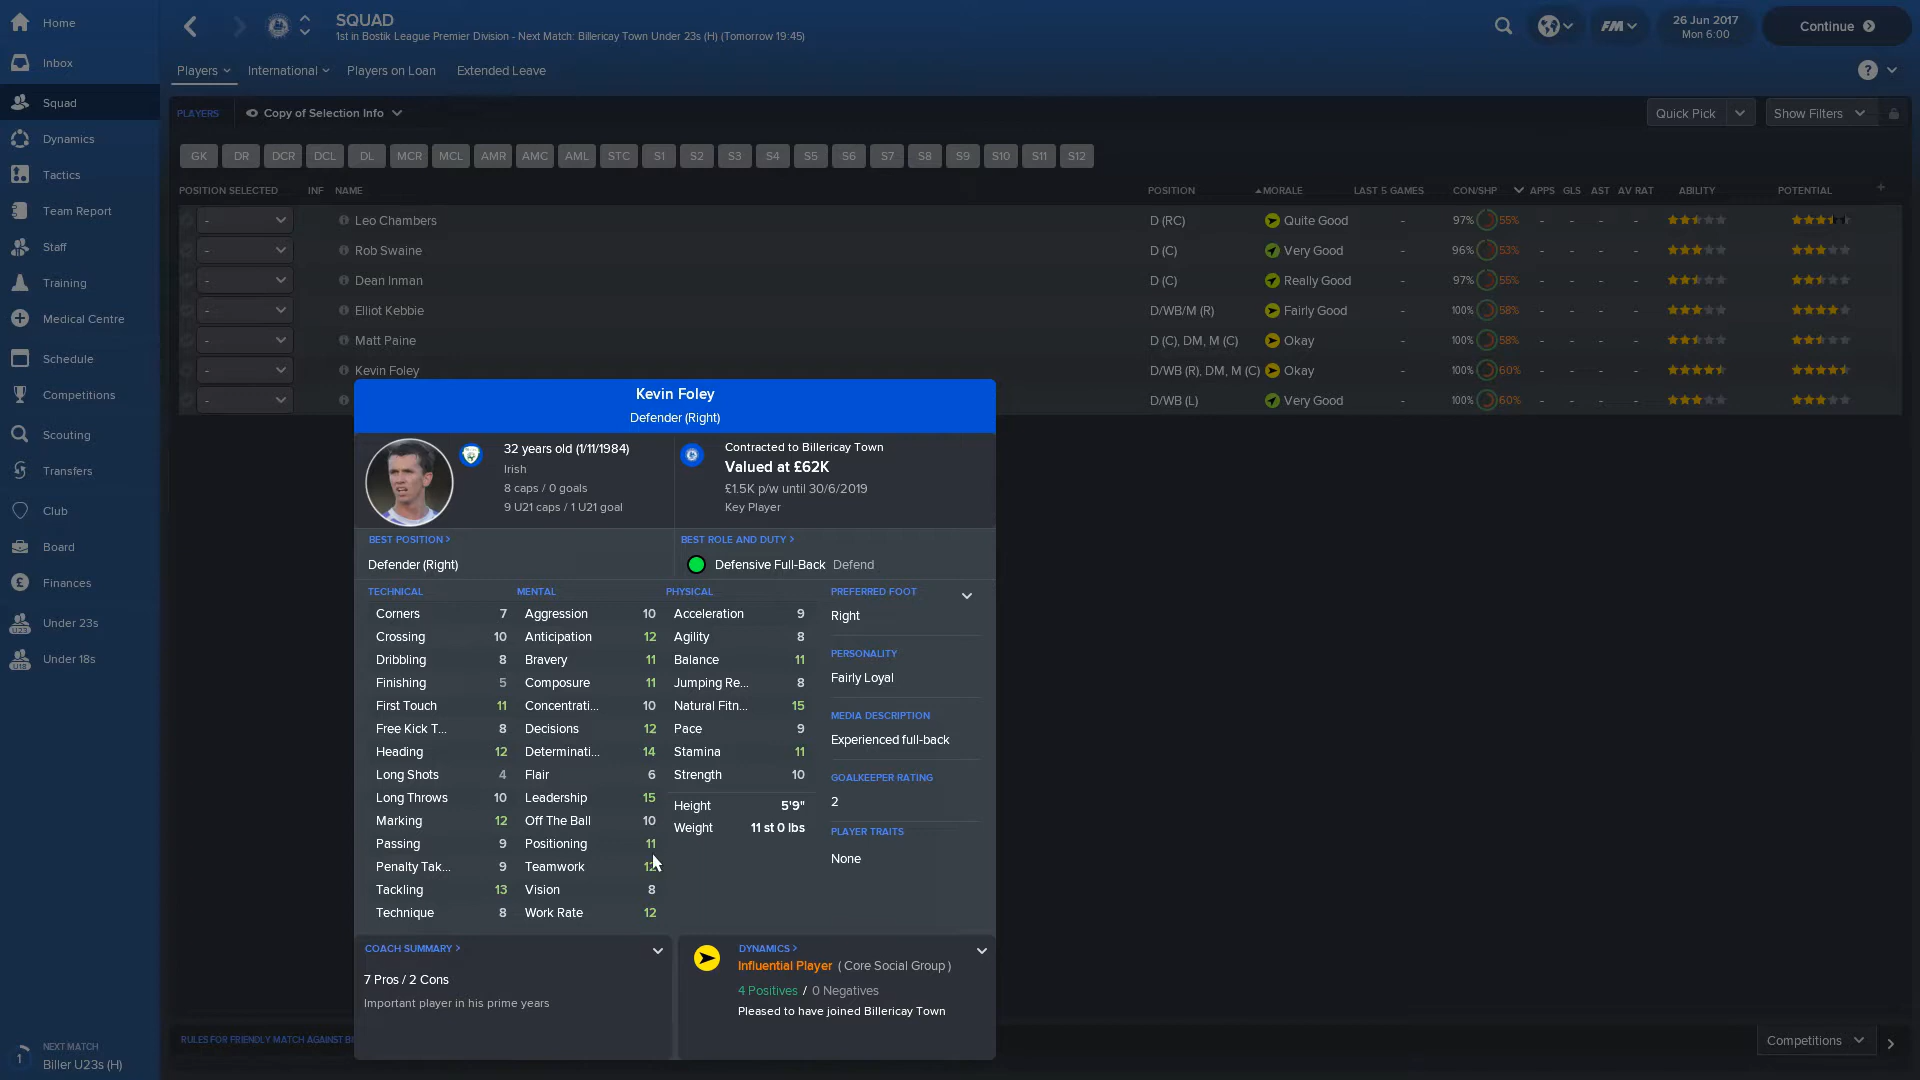 Home
Inbox
Squad
Dynamics
Tactics
Team Report
Staff
Training
Medical Centre
Schedule
Competitions
Scouting
Transfers
Club
Board
Finances
Under 23s
Under 18s
NEXT MATCH
1 Biller U23s (H)
SQUAD
1st in Bostik League Premier Division - Next Match: Billericay Town Under 23s (H) (Tomorrow 19:45)
FM
26 Jun 2017
Mon 6:00
Continue
Players International Players on Loan Extended Leave ?
PLAYERS Copy of Selection Info Quick Pick Show Filters
GK DR DCR DCL DL MCR MCL AMR AMC AML STC S1 S2 S3 S4 S5 S6 S7 S8 S9 S10 S11 S12
POSITION SELECTED INF NAME POSITION MORALE LAST 5 GAMES CON/SHP APPS GLS AST AV RAT ABILITY POTENTIAL +
- Leo Chambers D (RC) Quite Good - 97% 55% - - - -
- Rob Swaine D (C) Very Good - 96% 53% - - - -
- Dean Inman D (C) Really Good - 97% 55% - - - -
- Elliot Kebbie D/WB/M (R) Fairly Good - 100% 58% - - - -
- Matt Paine D (C), DM, M (C) Okay - 100% 58% - - - -
- Kevin Foley D/WB (R), DM, M (C) Okay - 100% 60% - - - -
- D/WB (L) Very Good - 100% 60% - - - -
Kevin Foley
Defender (Right)
32 years old (1/11/1984)
Irish
8 caps / 0 goals
9 U21 caps / 1 U21 goal
Contracted to Billericay Town
Valued at £62K
£1.5K p/w until 30/6/2019
Key Player
BEST POSITION >
Defender (Right)
BEST ROLE AND DUTY >
Defensive Full-Back Defend
TECHNICAL
Corners 7
Crossing 10
Dribbling 8
Finishing 5
First Touch 11
Free Kick T... 8
Heading 12
Long Shots 4
Long Throws 10
Marking 12
Passing 9
Penalty Tak... 9
Tackling 13
Technique 8
MENTAL
Aggression 10
Anticipation 12
Bravery 11
Composure 11
Concentrati... 10
Decisions 12
Determinati... 14
Flair 6
Leadership 15
Off The Ball 10
Positioning 11
Teamwork
Vision 8
Work Rate 12
PHYSICAL
Acceleration 9
Agility 8
Balance 11
Jumping Re... 8
Natural Fitn... 15
Pace 9
Stamina 11
Strength 10
Height 5'9"
Weight 11 st 0 lbs
PREFERRED FOOT
Right
PERSONALITY
Fairly Loyal
MEDIA DESCRIPTION
Experienced full-back
GOALKEEPER RATING
2
PLAYER TRAITS
None
COACH SUMMARY >
7 Pros / 2 Cons
Important player in his prime years
DYNAMICS >
Influential Player ( Core Social Group )
4 Positives / 0 Negatives
Pleased to have joined Billericay Town
RULES FOR FRIENDLY MATCH AGAINST
Competitions